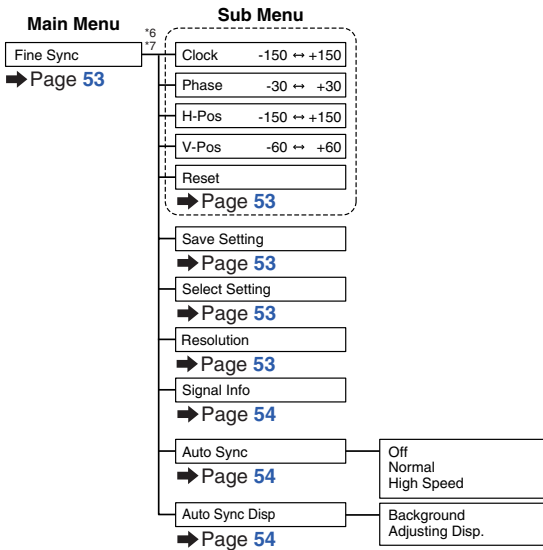 Main Menu
Sub Menu
*6
*7
Fine Sync
➡ Page 53
Clock -150 ↔ +150
Phase -30 ↔ +30
H-Pos -150 ↔ +150
V-Pos -60 ↔ +60
Reset
➡ Page 53
Save Setting
➡ Page 53
Select Setting
➡ Page 53
Resolution
➡ Page 53
Signal Info
➡ Page 54
Auto Sync
➡ Page 54
Off
Normal
High Speed
Auto Sync Disp
➡ Page 54
Background
Adjusting Disp.